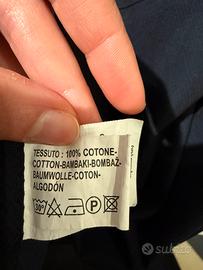 TESSUTO : 100% COTONE-
COTTON-BAMBAKI-BOMBAŽ-
BAUMWOLLE-COTON-
ALGODÓN
30°
P
subito